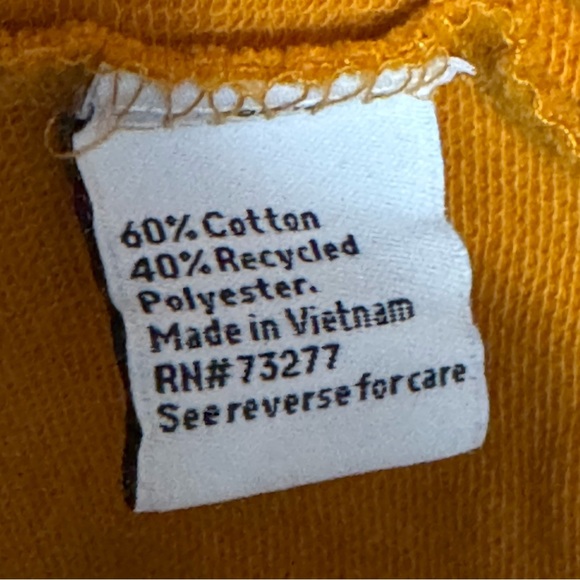 60% Cotton
40% Recycled
Polyester.
Made in Vietnam
RN# 73277
See reverse for care